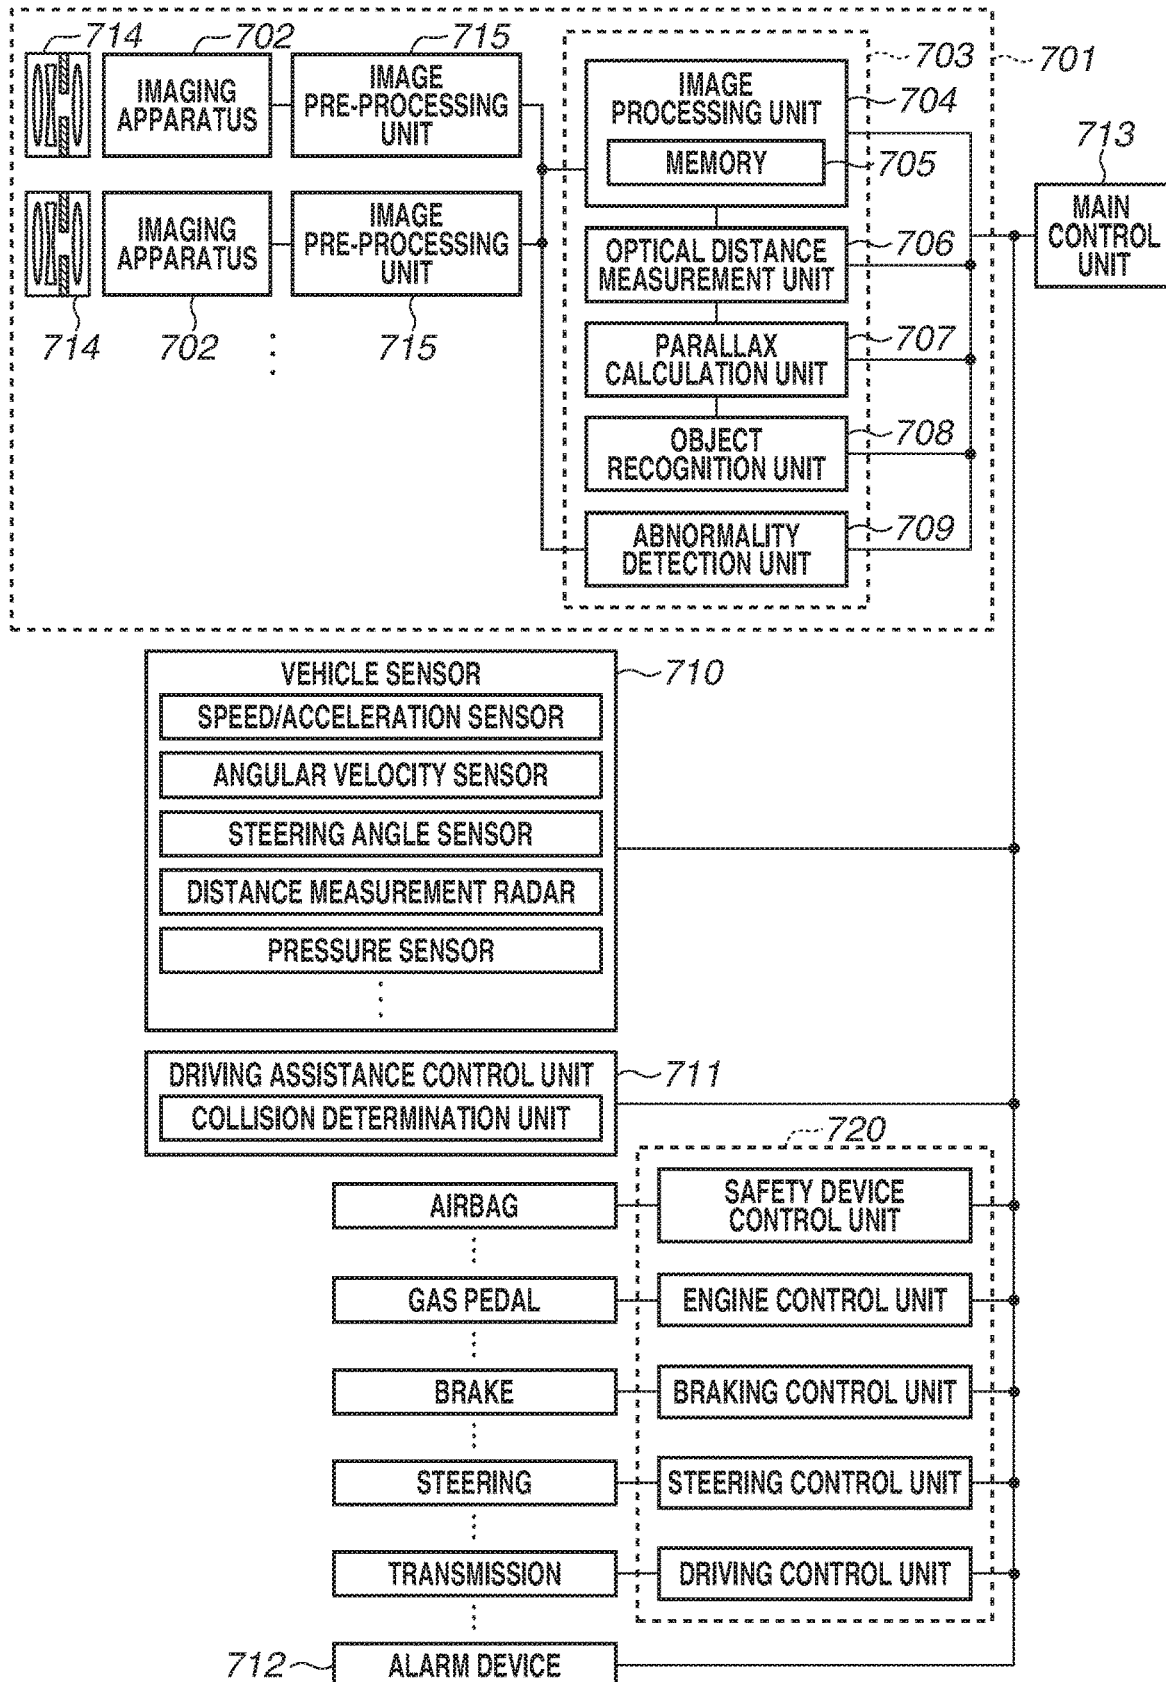 714
702
715
703
701
IMAGING
APPARATUS
IMAGE
PRE-PROCESSING
UNIT
IMAGE
PROCESSING UNIT
704
MEMORY
705
713
MAIN
CONTROL
UNIT
IMAGING
APPARATUS
IMAGE
PRE-PROCESSING
UNIT
714
702
715
OPTICAL DISTANCE
MEASUREMENT UNIT
706
PARALLAX
CALCULATION UNIT
707
OBJECT
RECOGNITION UNIT
708
ABNORMALITY
DETECTION UNIT
709
VEHICLE SENSOR
710
SPEED/ACCELERATION SENSOR
ANGULAR VELOCITY SENSOR
STEERING ANGLE SENSOR
DISTANCE MEASUREMENT RADAR
PRESSURE SENSOR
DRIVING ASSISTANCE CONTROL UNIT
711
COLLISION DETERMINATION UNIT
720
AIRBAG
SAFETY DEVICE
CONTROL UNIT
GAS PEDAL
ENGINE CONTROL UNIT
BRAKE
BRAKING CONTROL UNIT
STEERING
STEERING CONTROL UNIT
TRANSMISSION
DRIVING CONTROL UNIT
712
ALARM DEVICE